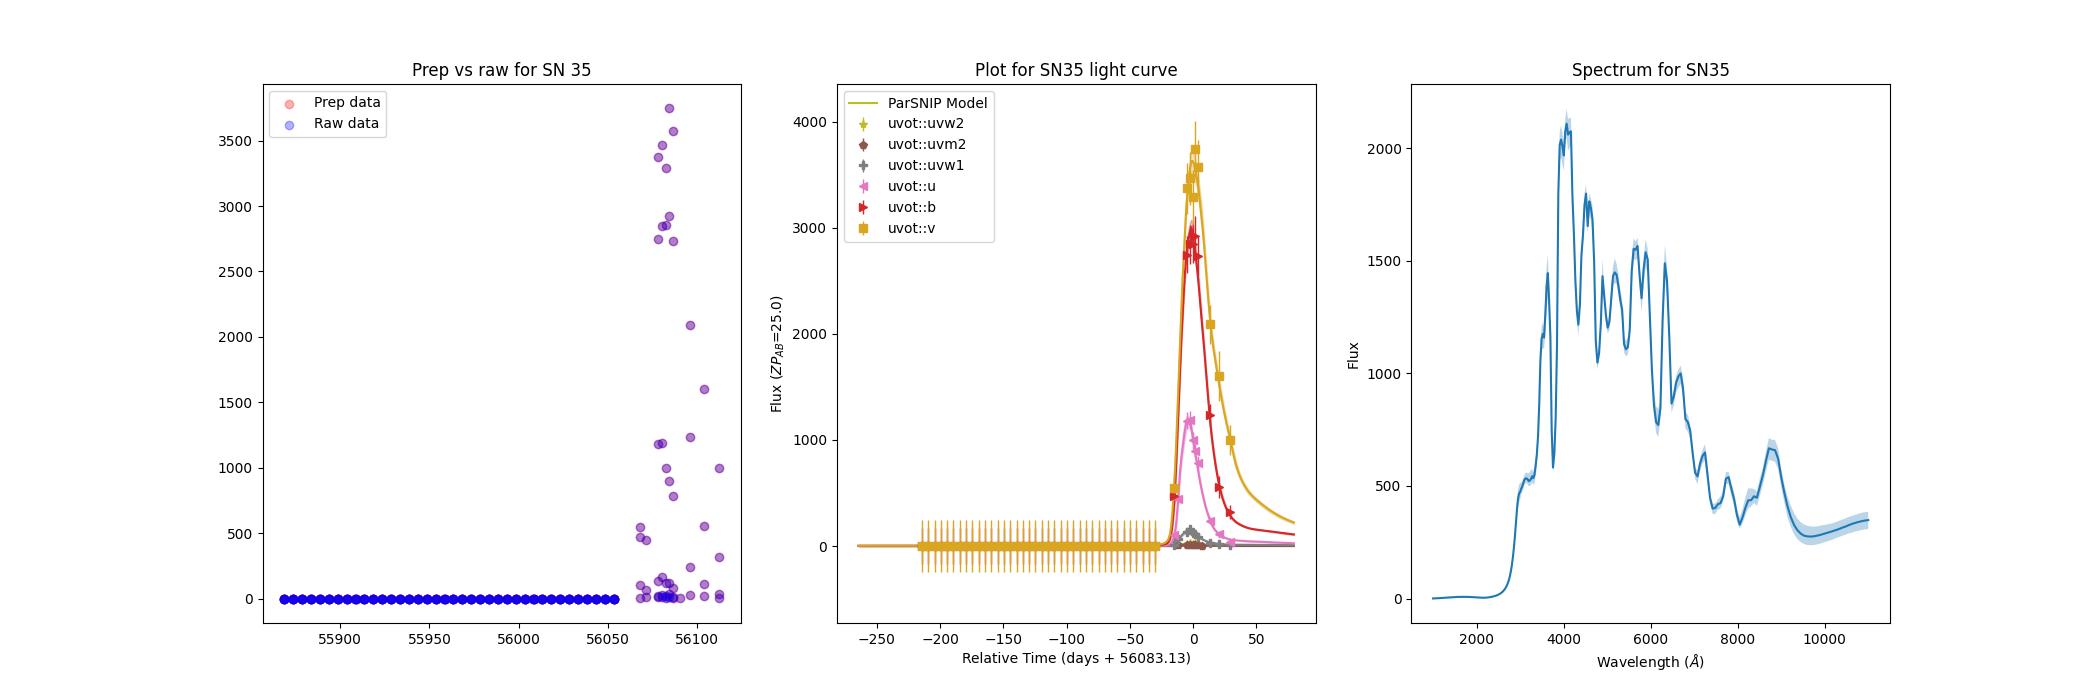 Prep vs raw for SN 35
Prep data
Raw data
3500
3000
2500
2000
1500
1000
500
0
55900
55950
56000
56050
56100
Plot for SN35 light curve
ParSNIP Model
uvot::uvw2
uvot::uvm2
uvot::uvw1
uvot::u
uvot::b
uvot::v
Flux (ZP_AB=25.0)
4000
3000
2000
1000
0
−250
−200
−150
−100
−50
0
50
Relative Time (days + 56083.13)
Spectrum for SN35
Flux
2000
1500
1000
500
0
2000
4000
6000
8000
10000
Wavelength (Å)